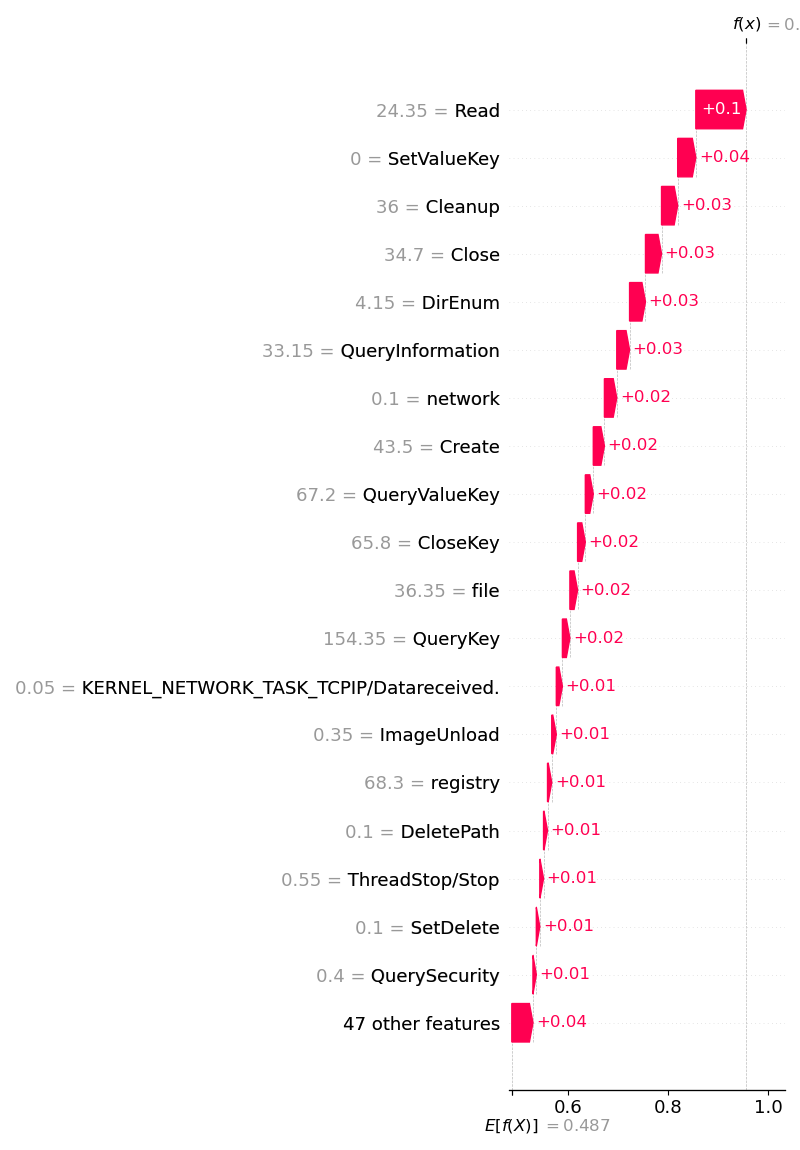 f(x) = 0.
24.35 = Read +0.1
0 = SetValueKey +0.04
36 = Cleanup +0.03
34.7 = Close +0.03
4.15 = DirEnum +0.03
33.15 = QueryInformation +0.03
0.1 = network +0.02
43.5 = Create +0.02
67.2 = QueryValueKey +0.02
65.8 = CloseKey +0.02
36.35 = file +0.02
154.35 = QueryKey +0.02
0.05 = KERNEL_NETWORK_TASK_TCPIP/Datareceived. +0.01
0.35 = ImageUnload +0.01
68.3 = registry +0.01
0.1 = DeletePath +0.01
0.55 = ThreadStop/Stop +0.01
0.1 = SetDelete +0.01
0.4 = QuerySecurity +0.01
47 other features +0.04
0.6 0.8 1.0
E[f(X)] = 0.487